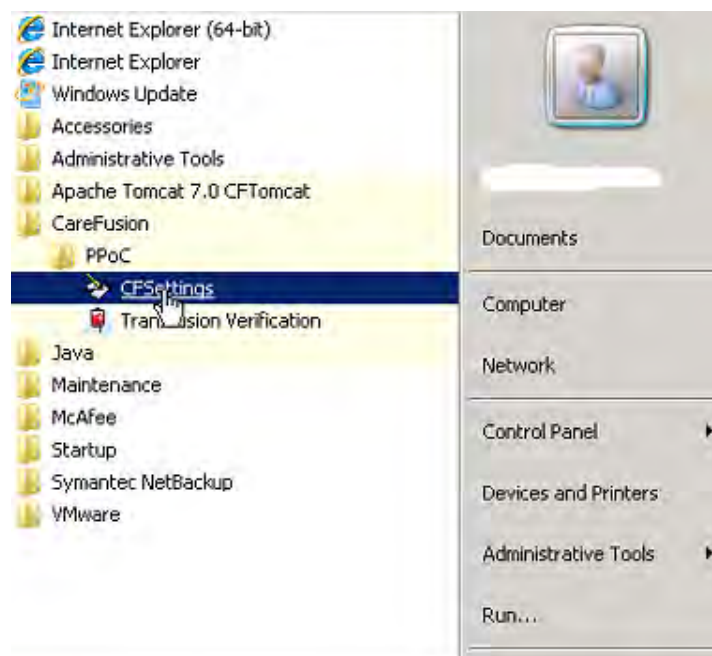 Internet Explorer (64-bit)
Internet Explorer
Windows Update
Accessories
Administrative Tools
Apache Tomcat 7.0 CFTomcat
CareFusion
PPoC
CFSettings
Transfusion Verification
Java
Maintenance
McAfee
Startup
Symantec NetBackup
VMware
Documents
Computer
Network
Control Panel
Devices and Printers
Administrative Tools
Run...